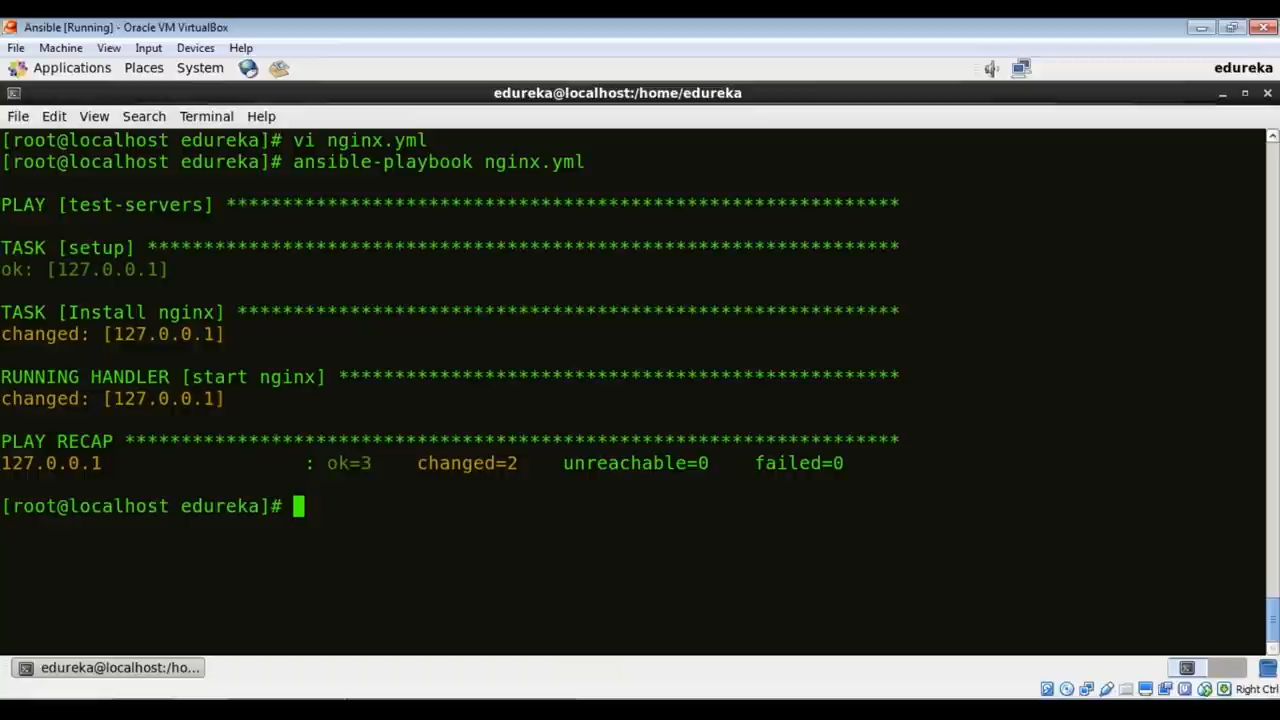 Ansible [Running] - Oracle VM VirtualBox
File Machine View Input Devices Help
Applications Places System edureka
edureka@localhost:/home/edureka
File Edit View Search Terminal Help
[root@localhost edureka]# vi nginx.yml
[root@localhost edureka]# ansible-playbook nginx.yml
PLAY [test-servers] ************************************************************
TASK [setup] *******************************************************************
ok: [127.0.0.1]
TASK [Install nginx] ***********************************************************
changed: [127.0.0.1]
RUNNING HANDLER [start nginx] **************************************************
changed: [127.0.0.1]
PLAY RECAP *********************************************************************
127.0.0.1 : ok=3 changed=2 unreachable=0 failed=0
[root@localhost edureka]#
edureka@localhost:/ho...
Right Ctrl